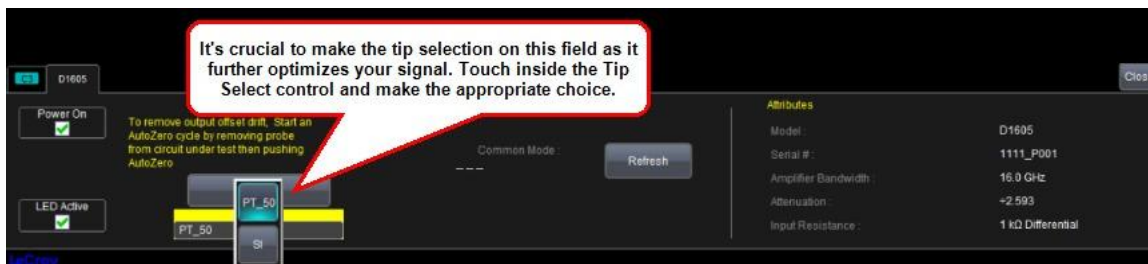 It's crucial to make the tip selection on this field as it
further optimizes your signal. Touch inside the Tip
Select control and make the appropriate choice.
C3 D1605
Clos
Power On
To remove output offset drift, Start an
AutoZero cycle by removing probe
from circuit under test then pushing
AutoZero
Common Mode :
---
Refresh
Attributes
Model : D1605
Serial # : 1111_P001
Amplifier Bandwidth : 16.0 GHz
Attenuation : ÷2.593
Input Resistance : 1 kΩ Differential
LED Active
PT_50
PT_50
SI
LeCroy